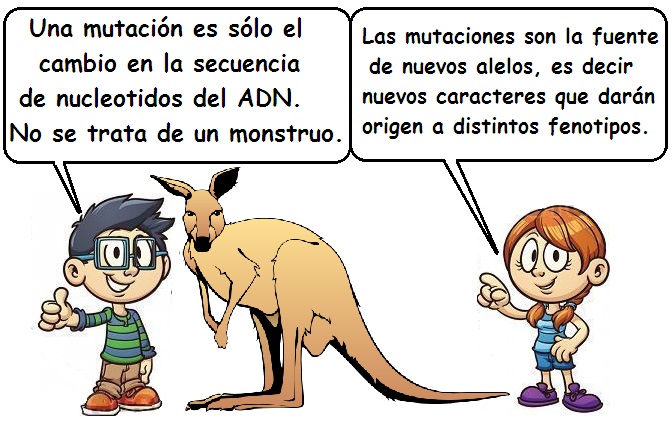 Una mutación es sólo el
cambio en la secuencia
de nucleotidos del ADN.
No se trata de un monstruo.
Las mutaciones son la fuente
de nuevos alelos, es decir
nuevos caracteres que darán
origen a distintos fenotipos.